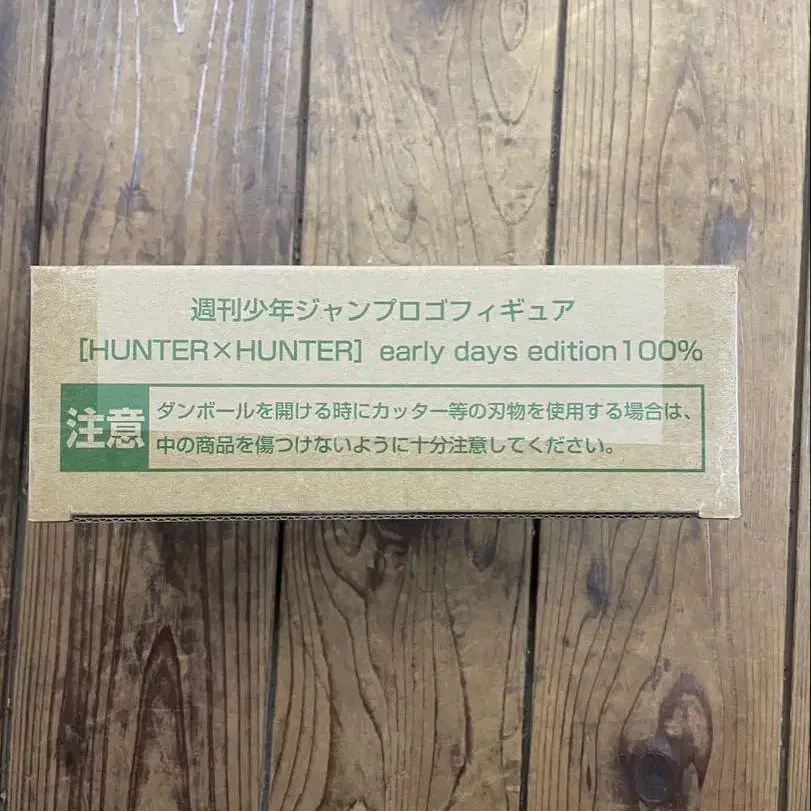 週刊少年ジャンプロゴフィギュア
[HUNTER×HUNTER] early days edition100%
注意
ダンボールを開ける時にカッター等の刃物を使用する場合は、
中の商品を傷つけないように十分注意してください。